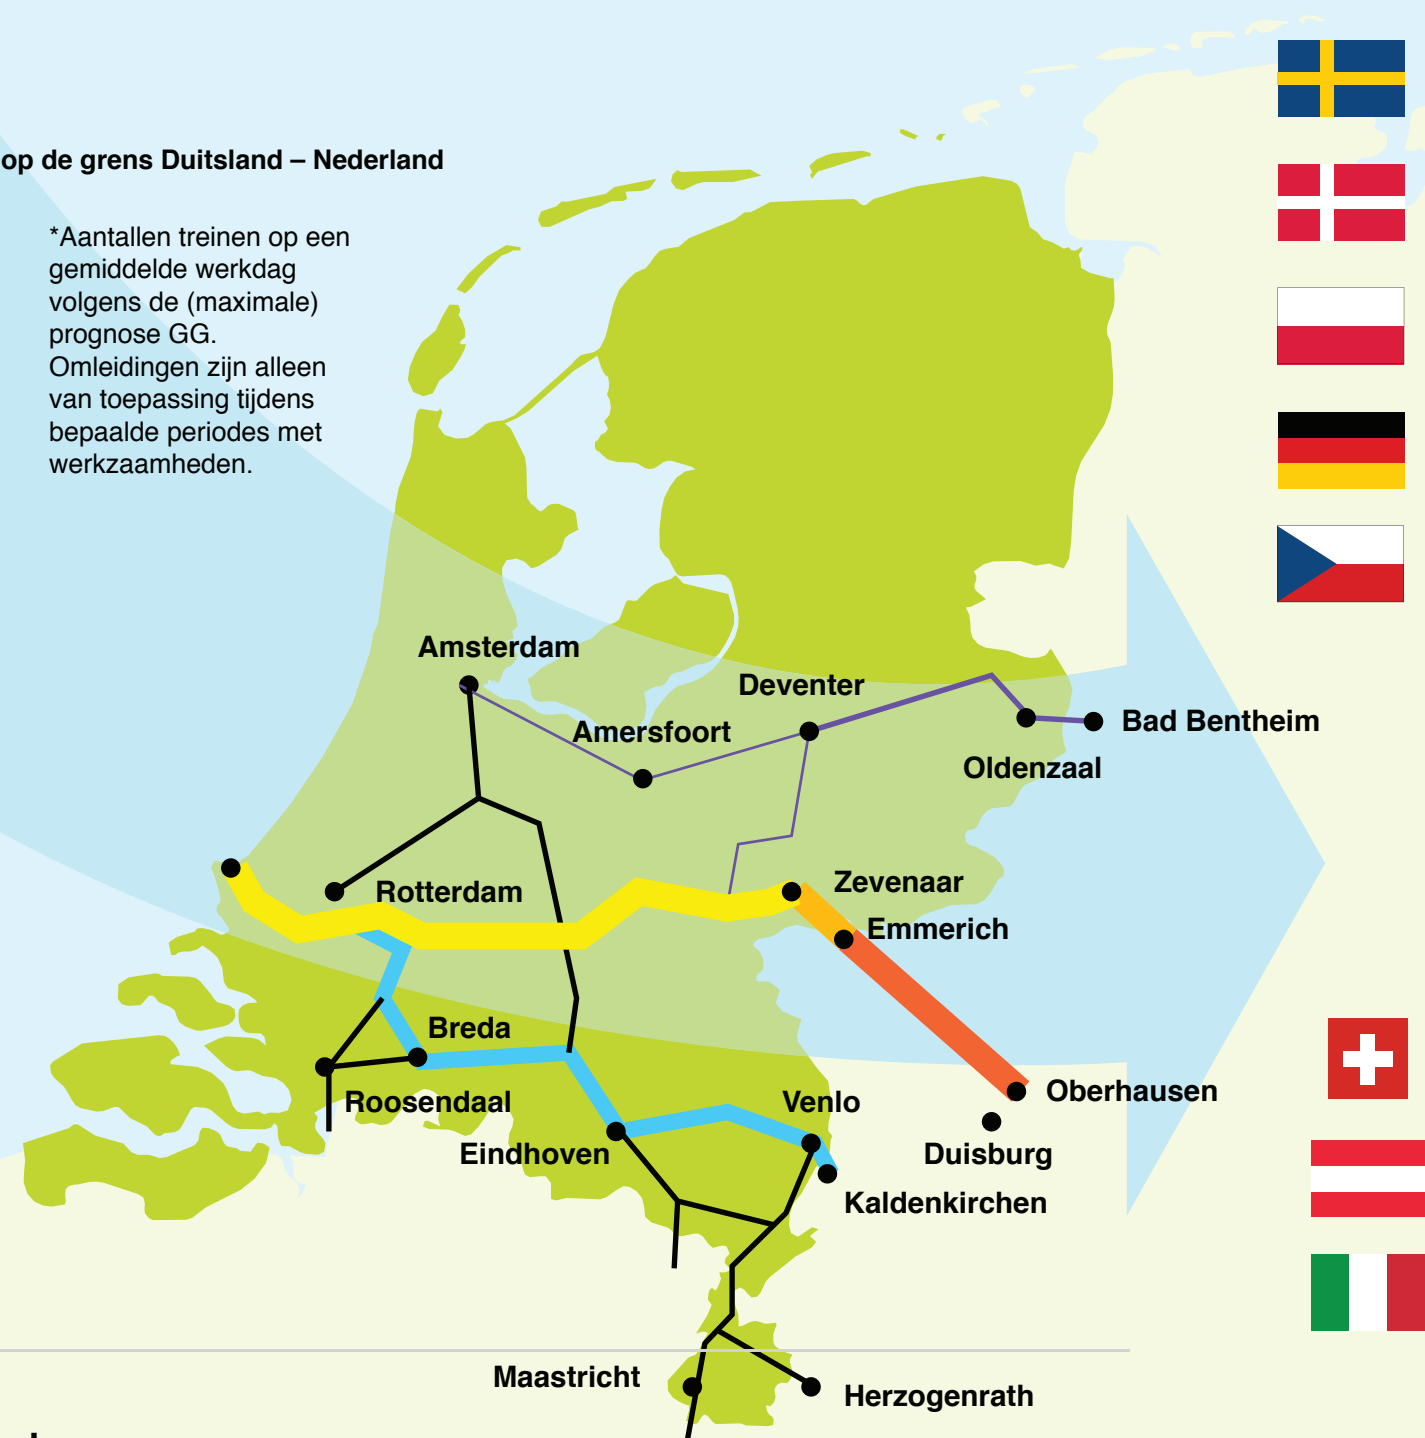 op de grens Duitsland – Nederland
*Aantallen treinen op een
gemiddelde werkdag
volgens de (maximale)
prognose GG.
Omleidingen zijn alleen
van toepassing tijdens
bepaalde periodes met
werkzaamheden.
Amsterdam
Deventer
Amersfoort
Bad Bentheim
Oldenzaal
Zevenaar
Rotterdam
Emmerich
Breda
Oberhausen
Roosendaal
Venlo
Eindhoven
Duisburg
Kaldenkirchen
Maastricht
Herzogenrath